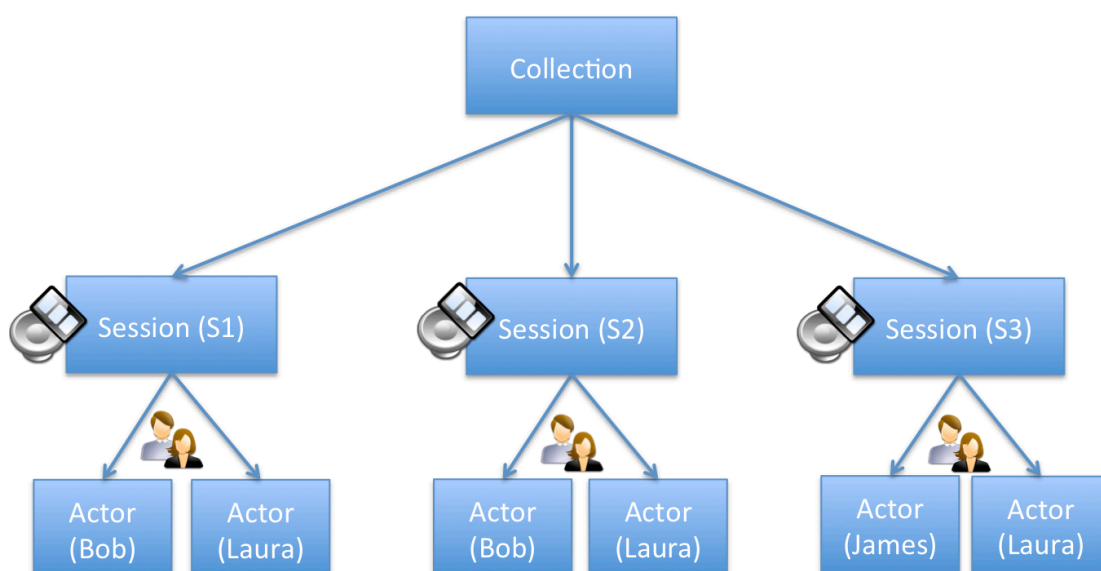 Collection
Session (S1)
Session (S2)
Session (S3)
Actor
(Bob)
Actor
(Laura)
Actor
(Bob)
Actor
(Laura)
Actor
(James)
Actor
(Laura)